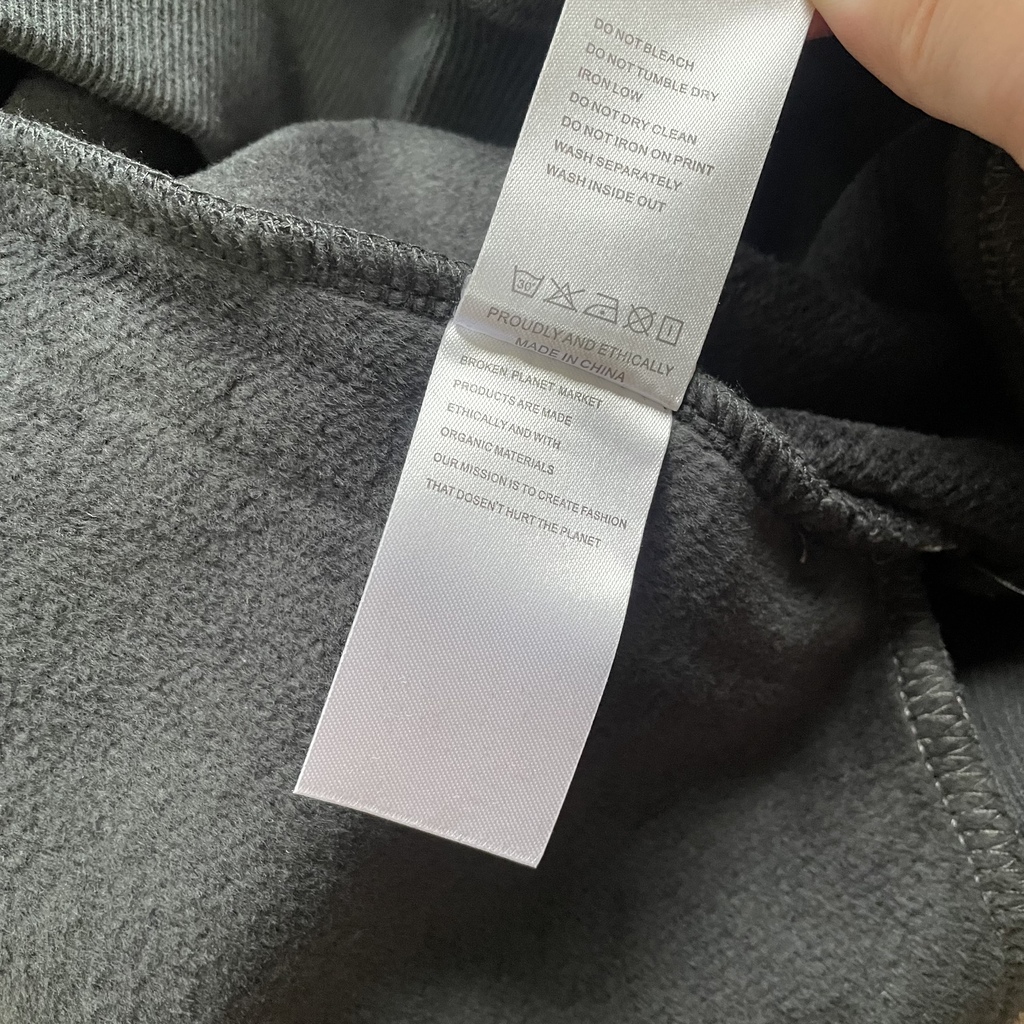 DO NOT BLEACH
DO NOT TUMBLE DRY
IRON LOW
DO NOT DRY CLEAN
DO NOT IRON ON PRINT
WASH SEPARATELY
WASH INSIDE OUT
30°
PROUDLY AND ETHICALLY
MADE IN CHINA
BROKEN PLANET MARKET
PRODUCTS ARE MADE
ETHICALLY AND WITH
ORGANIC MATERIALS
OUR MISSION IS TO CREATE FASHION
THAT DOSEN'T HURT THE PLANET